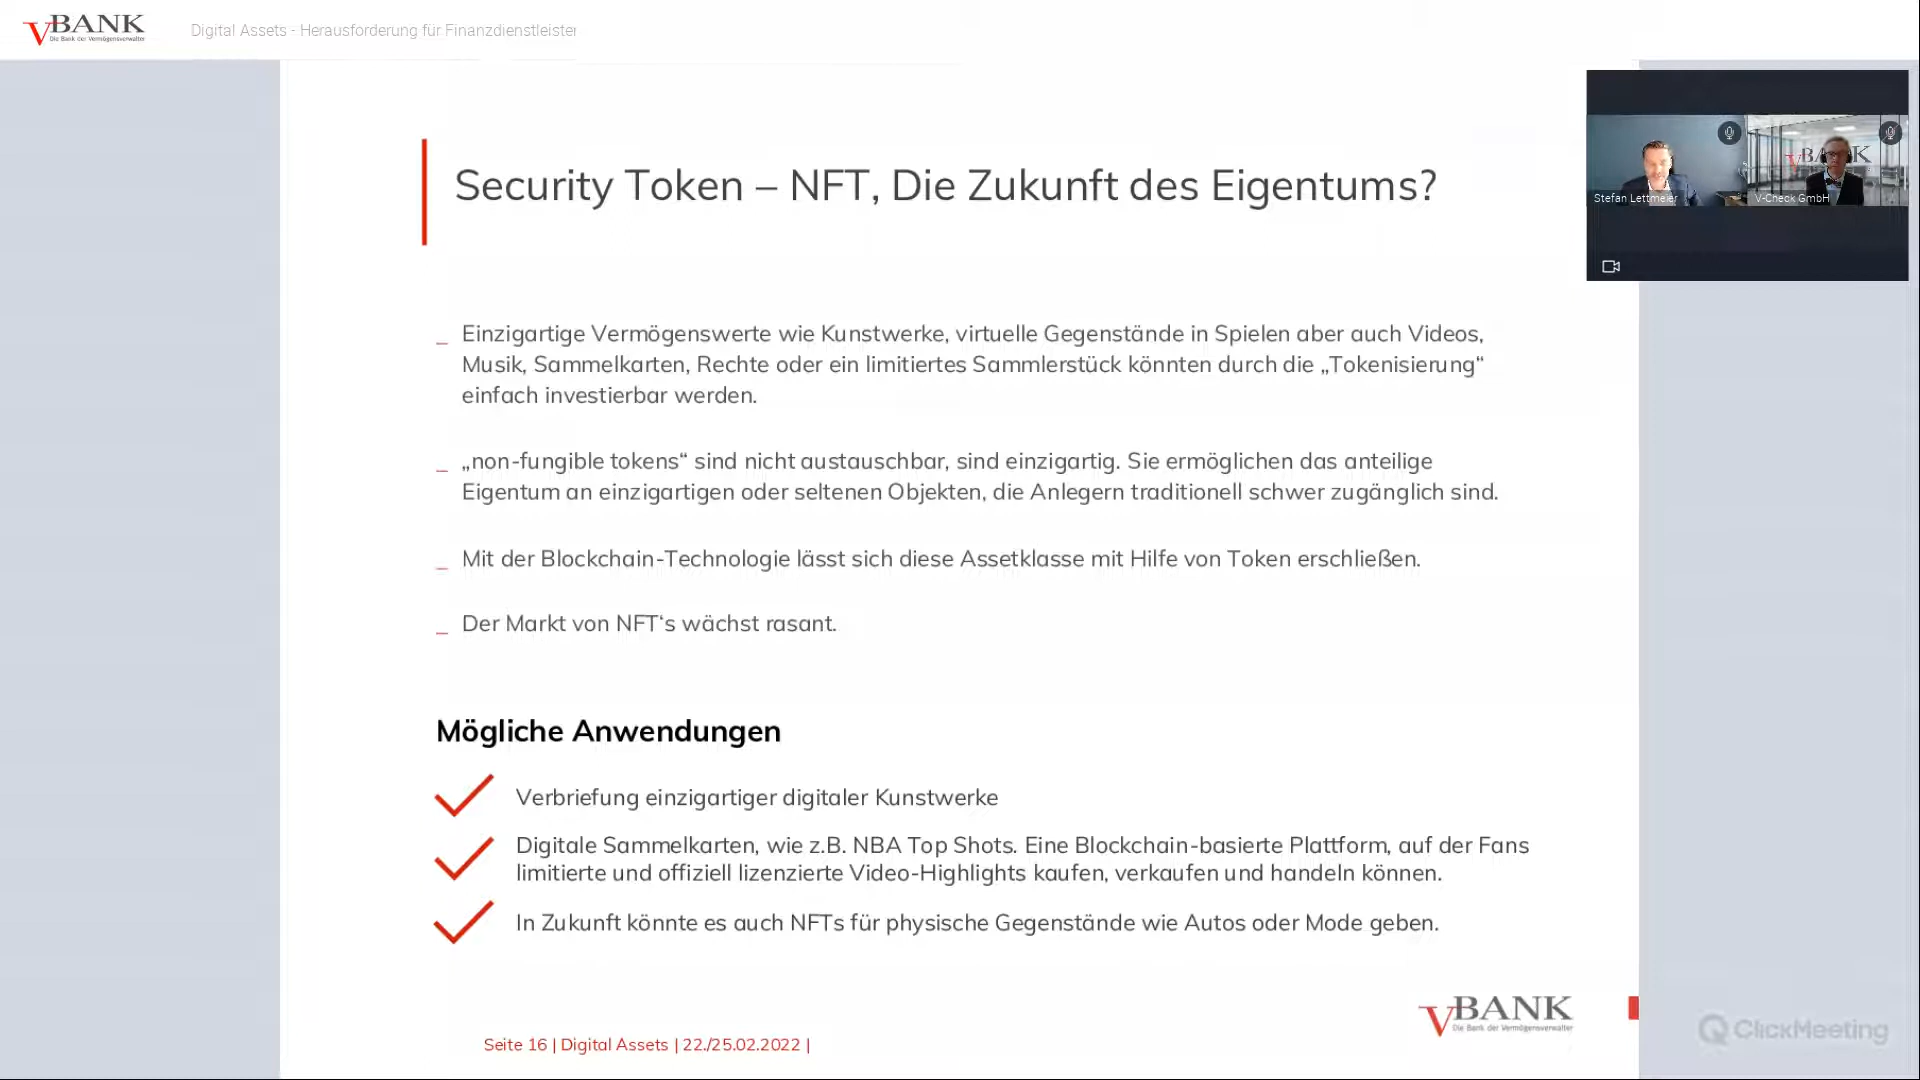 VBANK
Die Bank der Vermögensverwalter
Digital Assets - Herausforderung für Finanzdienstleister
Security Token – NFT, Die Zukunft des Eigentums?
Stefan Lettmeier
V-Check GmbH
_ Einzigartige Vermögenswerte wie Kunstwerke, virtuelle Gegenstände in Spielen aber auch Videos,
Musik, Sammelkarten, Rechte oder ein limitiertes Sammlerstück könnten durch die „Tokenisierung“
einfach investierbar werden.
_ „non-fungible tokens“ sind nicht austauschbar, sind einzigartig. Sie ermöglichen das anteilige
Eigentum an einzigartigen oder seltenen Objekten, die Anlegern traditionell schwer zugänglich sind.
_ Mit der Blockchain-Technologie lässt sich diese Assetklasse mit Hilfe von Token erschließen.
_ Der Markt von NFT‘s wächst rasant.
Mögliche Anwendungen
Verbriefung einzigartiger digitaler Kunstwerke
Digitale Sammelkarten, wie z.B. NBA Top Shots. Eine Blockchain-basierte Plattform, auf der Fans
limitierte und offiziell lizenzierte Video-Highlights kaufen, verkaufen und handeln können.
In Zukunft könnte es auch NFTs für physische Gegenstände wie Autos oder Mode geben.
VBANK
Die Bank der Vermögensverwalter
Seite 16 | Digital Assets | 22./25.02.2022 |
ClickMeeting